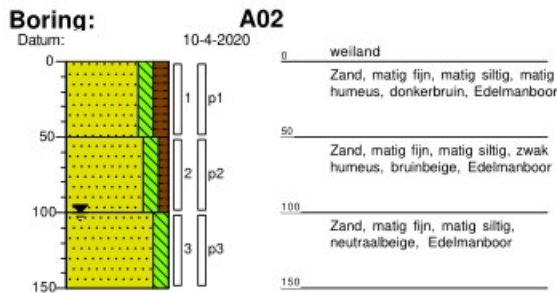 Boring: A02
Datum: 10-4-2020
0
50
100
150
1 p1
2 p2
3 p3
0 weiland
Zand, matig fijn, matig siltig, matig
humeus, donkerbruin, Edelmanboor
50
Zand, matig fijn, matig siltig, zwak
humeus, bruinbeige, Edelmanboor
100
Zand, matig fijn, matig siltig,
neutraalbeige, Edelmanboor
150